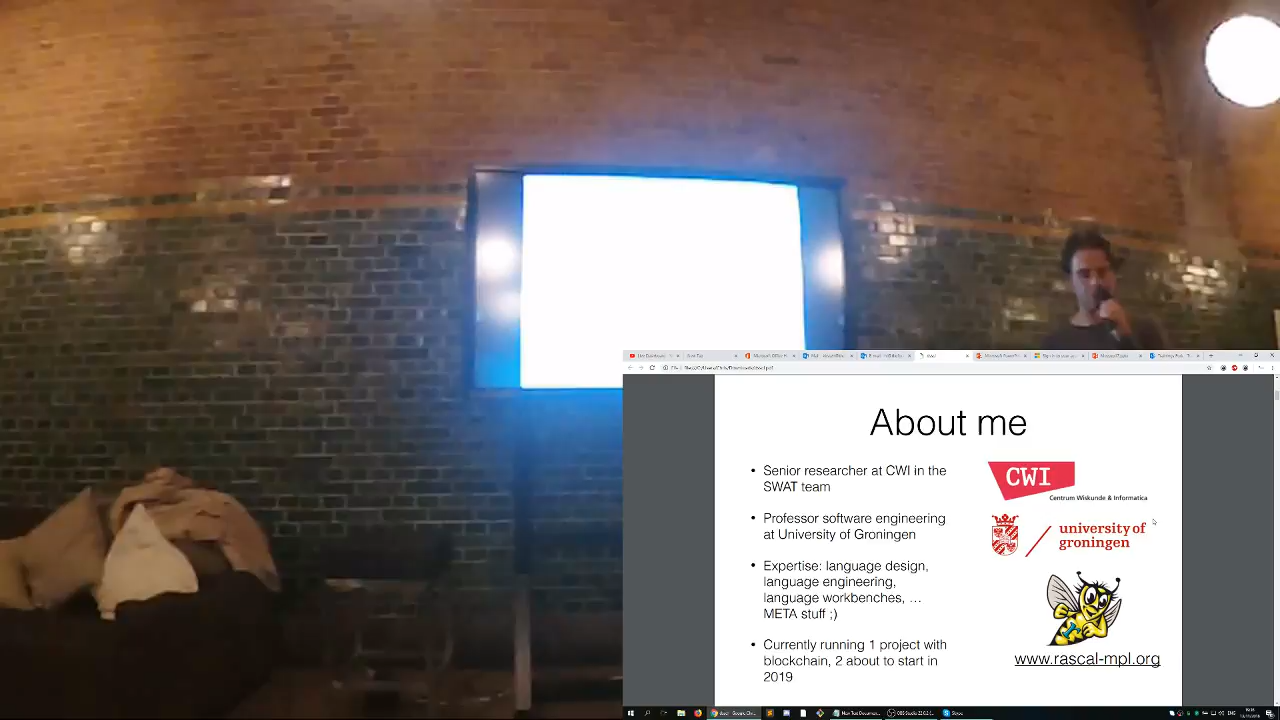 About me
• Senior researcher at CWI in the
SWAT team
• Professor software engineering
at University of Groningen
• Expertise: language design,
language engineering,
language workbenches, …
META stuff ;)
• Currently running 1 project with
blockchain, 2 about to start in
2019
CWI
Centrum Wiskunde & Informatica
university of
groningen
www.rascal-mpl.org